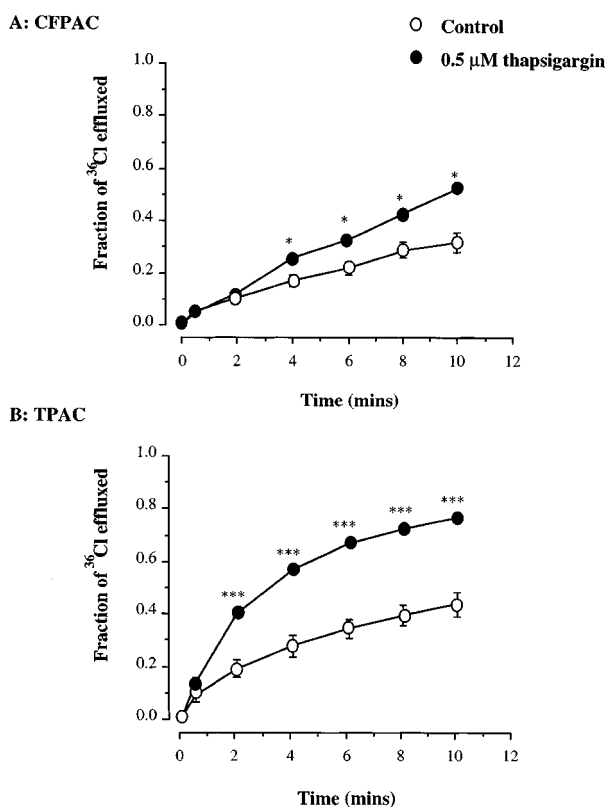 A: CFPAC
Control
0.5 μM thapsigargin
1.0
0.8
0.6
0.4
0.2
0.0
Fraction of ³⁶Cl effluxed
*
*
*
*
0 2 4 6 8 10 12
Time (mins)
B: TPAC
1.0
0.8
0.6
0.4
0.2
0.0
Fraction of ³⁶Cl effluxed
***
***
***
***
***
0 2 4 6 8 10 12
Time (mins)